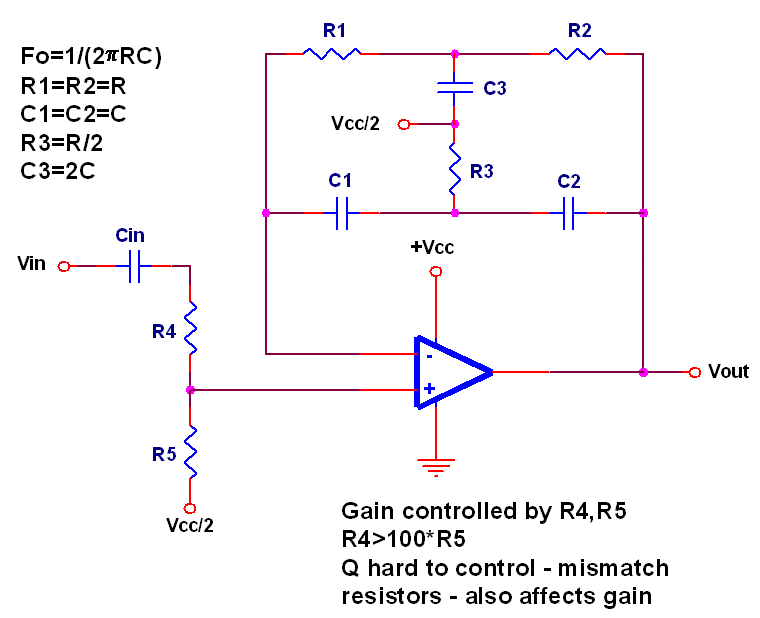 Fo=1/(2πRC)
R1=R2=R
C1=C2=C
R3=R/2
C3=2C
R1
R2
C3
Vcc/2
R3
C1
C2
Cin
Vin
+Vcc
R4
-
+
Vout
R5
Vcc/2
Gain controlled by R4,R5
R4>100*R5
Q hard to control - mismatch
resistors - also affects gain